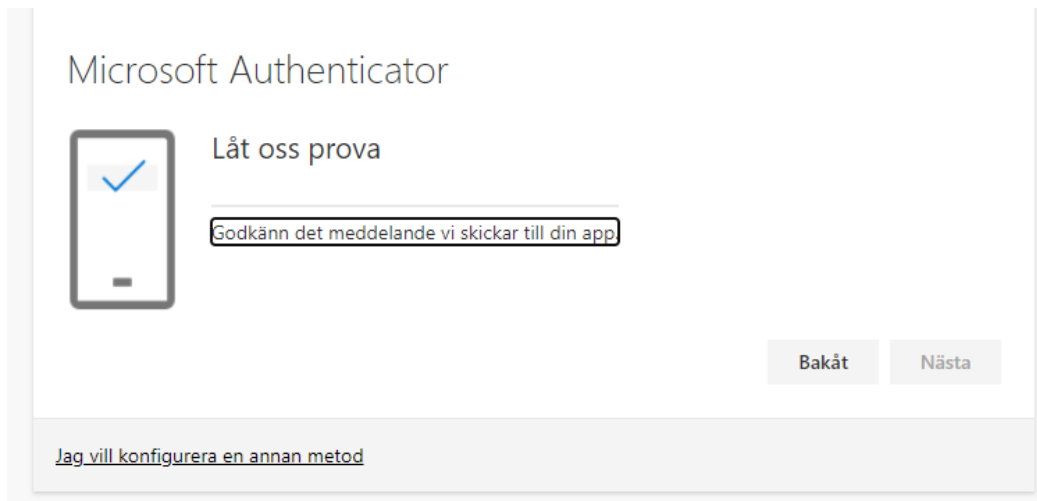 Microsoft Authenticator
Låt oss prova
Godkänn det meddelande vi skickar till din app.
Bakåt
Nästa
Jag vill konfigurera en annan metod